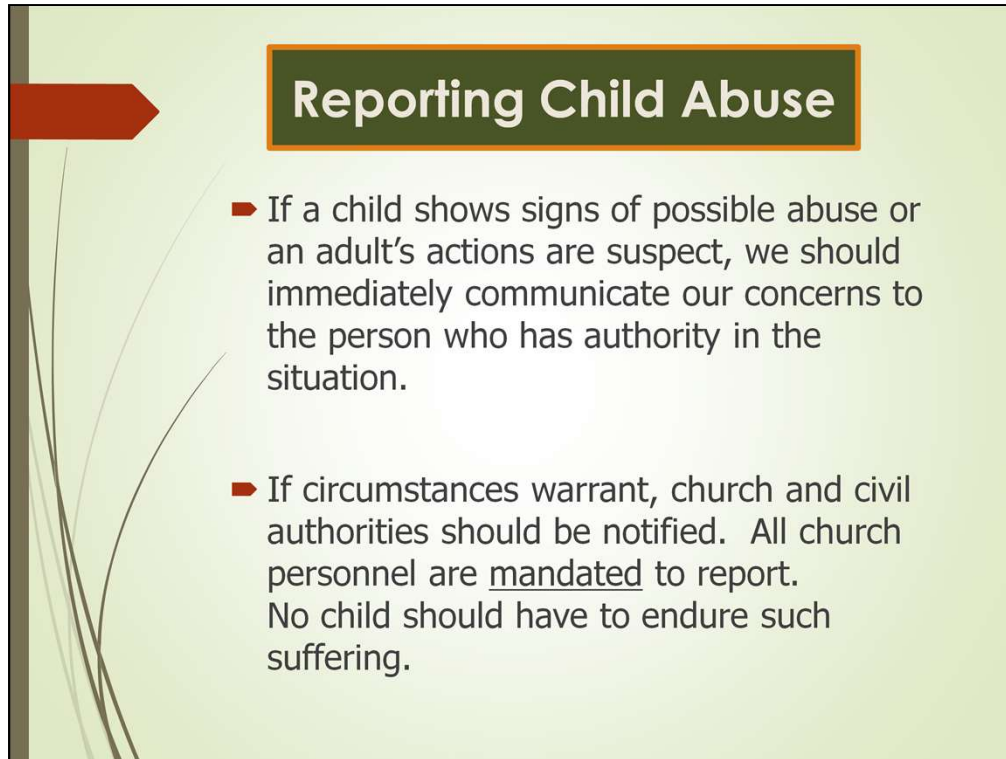 Reporting Child Abuse
If a child shows signs of possible abuse or
an adult’s actions are suspect, we should
immediately communicate our concerns to
the person who has authority in the
situation.
If circumstances warrant, church and civil
authorities should be notified.  All church
personnel are mandated to report.
No child should have to endure such
suffering.